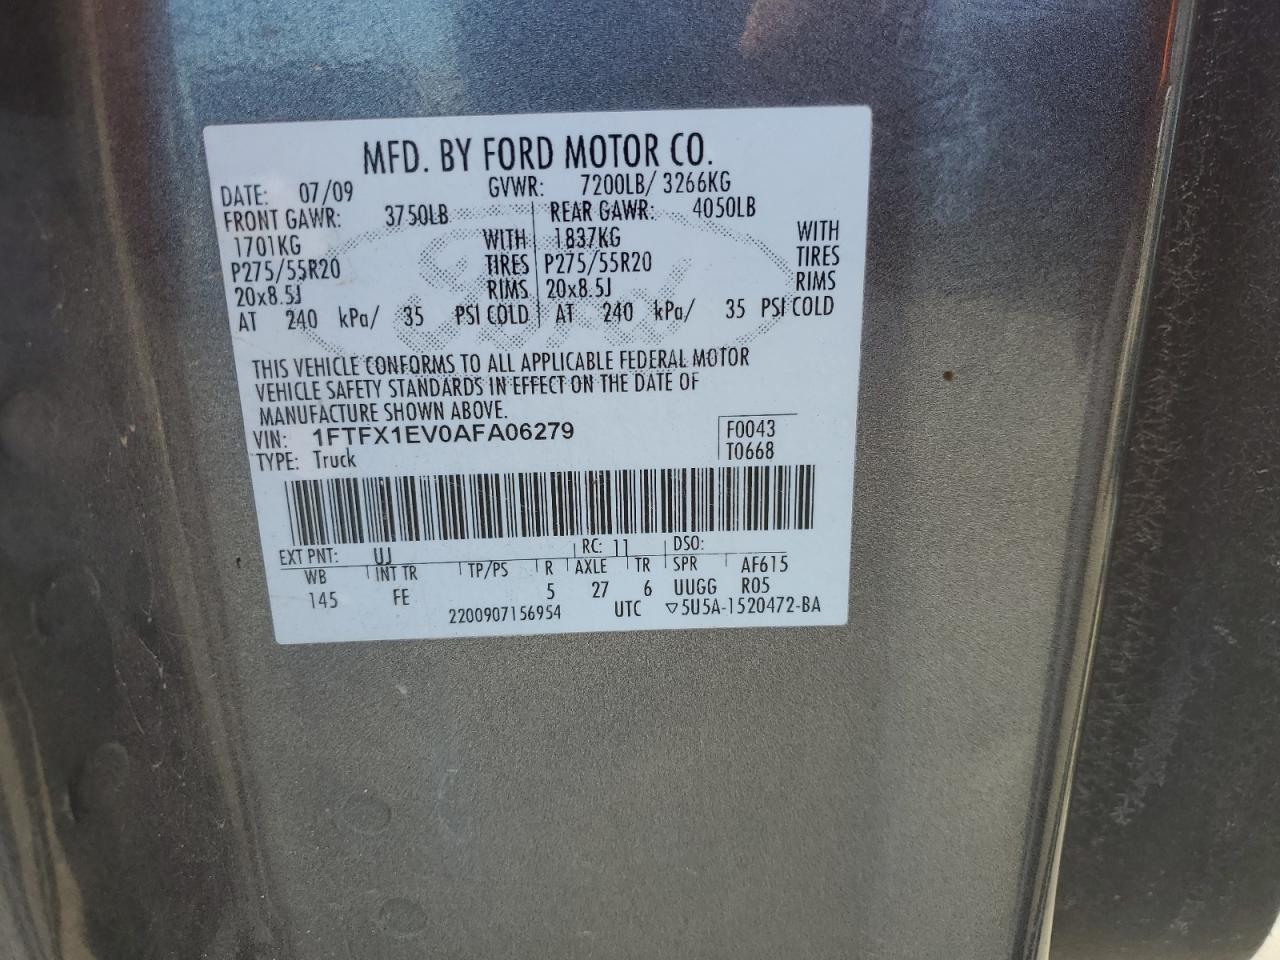 MFD. BY FORD MOTOR CO.
DATE: 07/09 GVWR: 7200LB/ 3266KG
FRONT GAWR: 3750LB REAR GAWR: 4050LB
1701KG WITH 1837KG WITH
P275/55R20 TIRES P275/55R20 TIRES
20x8.5J RIMS 20x8.5J RIMS
AT 240 kPa/ 35 PSI COLD AT 240 kPa/ 35 PSI COLD
THIS VEHICLE CONFORMS TO ALL APPLICABLE FEDERAL MOTOR
VEHICLE SAFETY STANDARDS IN EFFECT ON THE DATE OF
MANUFACTURE SHOWN ABOVE.
VIN: 1FTFX1EV0AFA06279 F0043
TYPE: Truck T0668
EXT PNT: UJ RC: 11 DSO:
WB INT TR TP/PS R AXLE TR SPR AF615
145 FE 5 27 6 UUGG R05
2200907156954 UTC ▽5U5A-1520472-BA